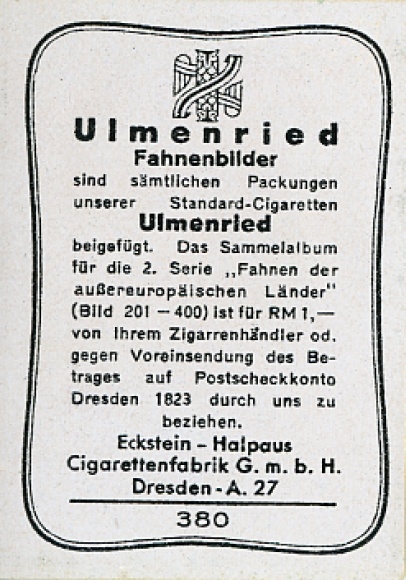 Ulmenried
Fahnenbilder
sind sämtlichen Packungen
unserer Standard-Cigaretten
Ulmenried
beigefügt. Das Sammelalbum
für die 2. Serie „Fahnen der
außereuropäischen Länder"
(Bild 201 — 400) ist für RM 1,—
von Ihrem Zigarrenhändler od.
gegen Voreinsendung des Be-
trages auf Postscheckkonto
Dresden 1823 durch uns zu
beziehen.
Eckstein - Halpaus
Cigarettenfabrik G. m. b. H.
Dresden - A. 27
380